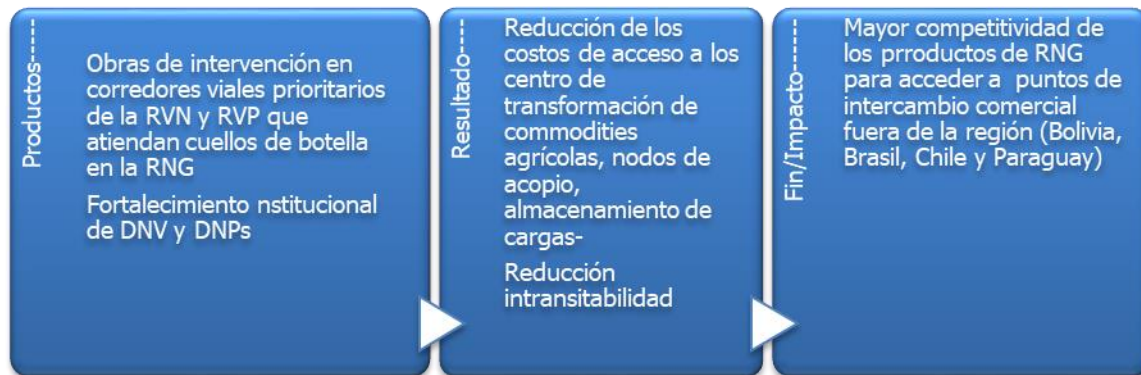 Productos-----
Obras de intervención en
corredores viales prioritarios
de la RVN y RVP que
atiendan cuellos de botella
en la RNG
Fortalecimiento nstitucional
de DNV y DNPs
Resultado----
Reducción de los
costos de acceso a los
centro de
transformación de
commodities
agrícolas, nodos de
acopio,
almacenamiento de
cargas-
Reducción
intransitabilidad
Fin/Impacto------
Mayor competitividad de
los prroductos de RNG
para acceder a puntos de
intercambio comercial
fuera de la región (Bolivia,
Brasil, Chile y Paraguay)